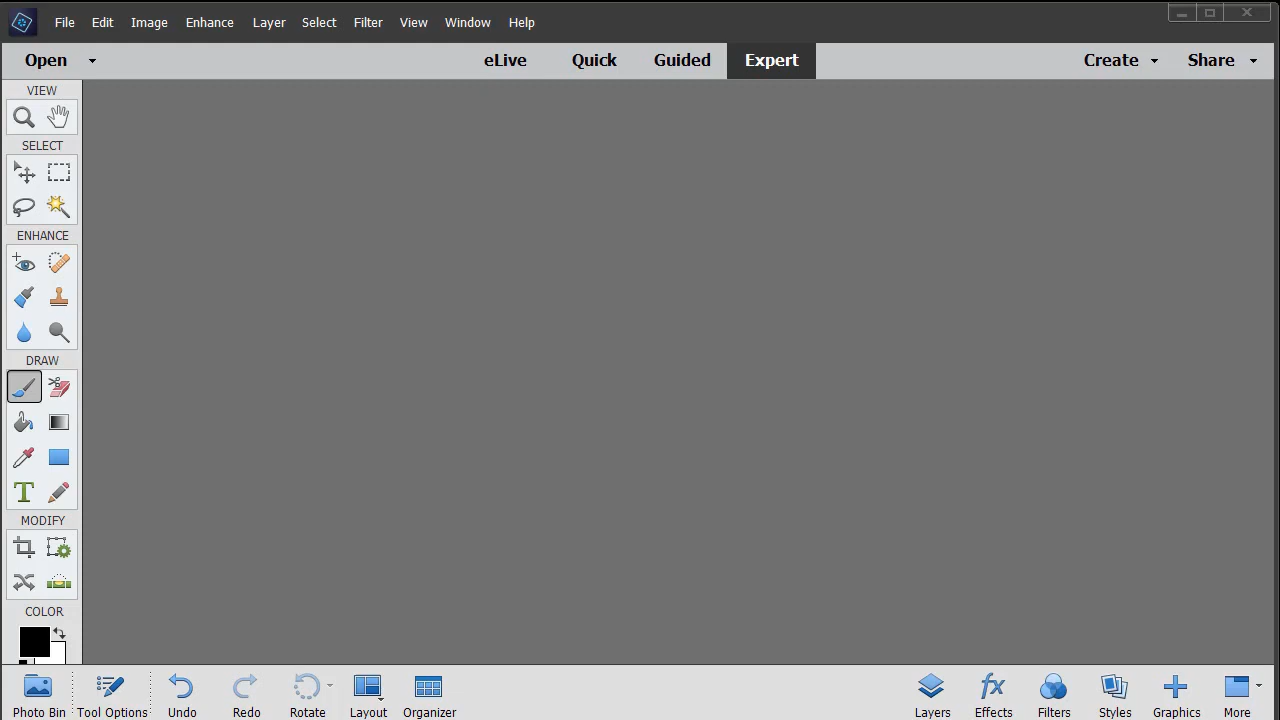 File Edit Image Enhance Layer Select Filter View Window Help
Open eLive Quick Guided Expert Create Share
VIEW
SELECT
ENHANCE
DRAW
T
MODIFY
COLOR
fx
Photo Bin Tool Options Undo Redo Rotate Layout Organizer Layers Effects Filters Styles Graphics More